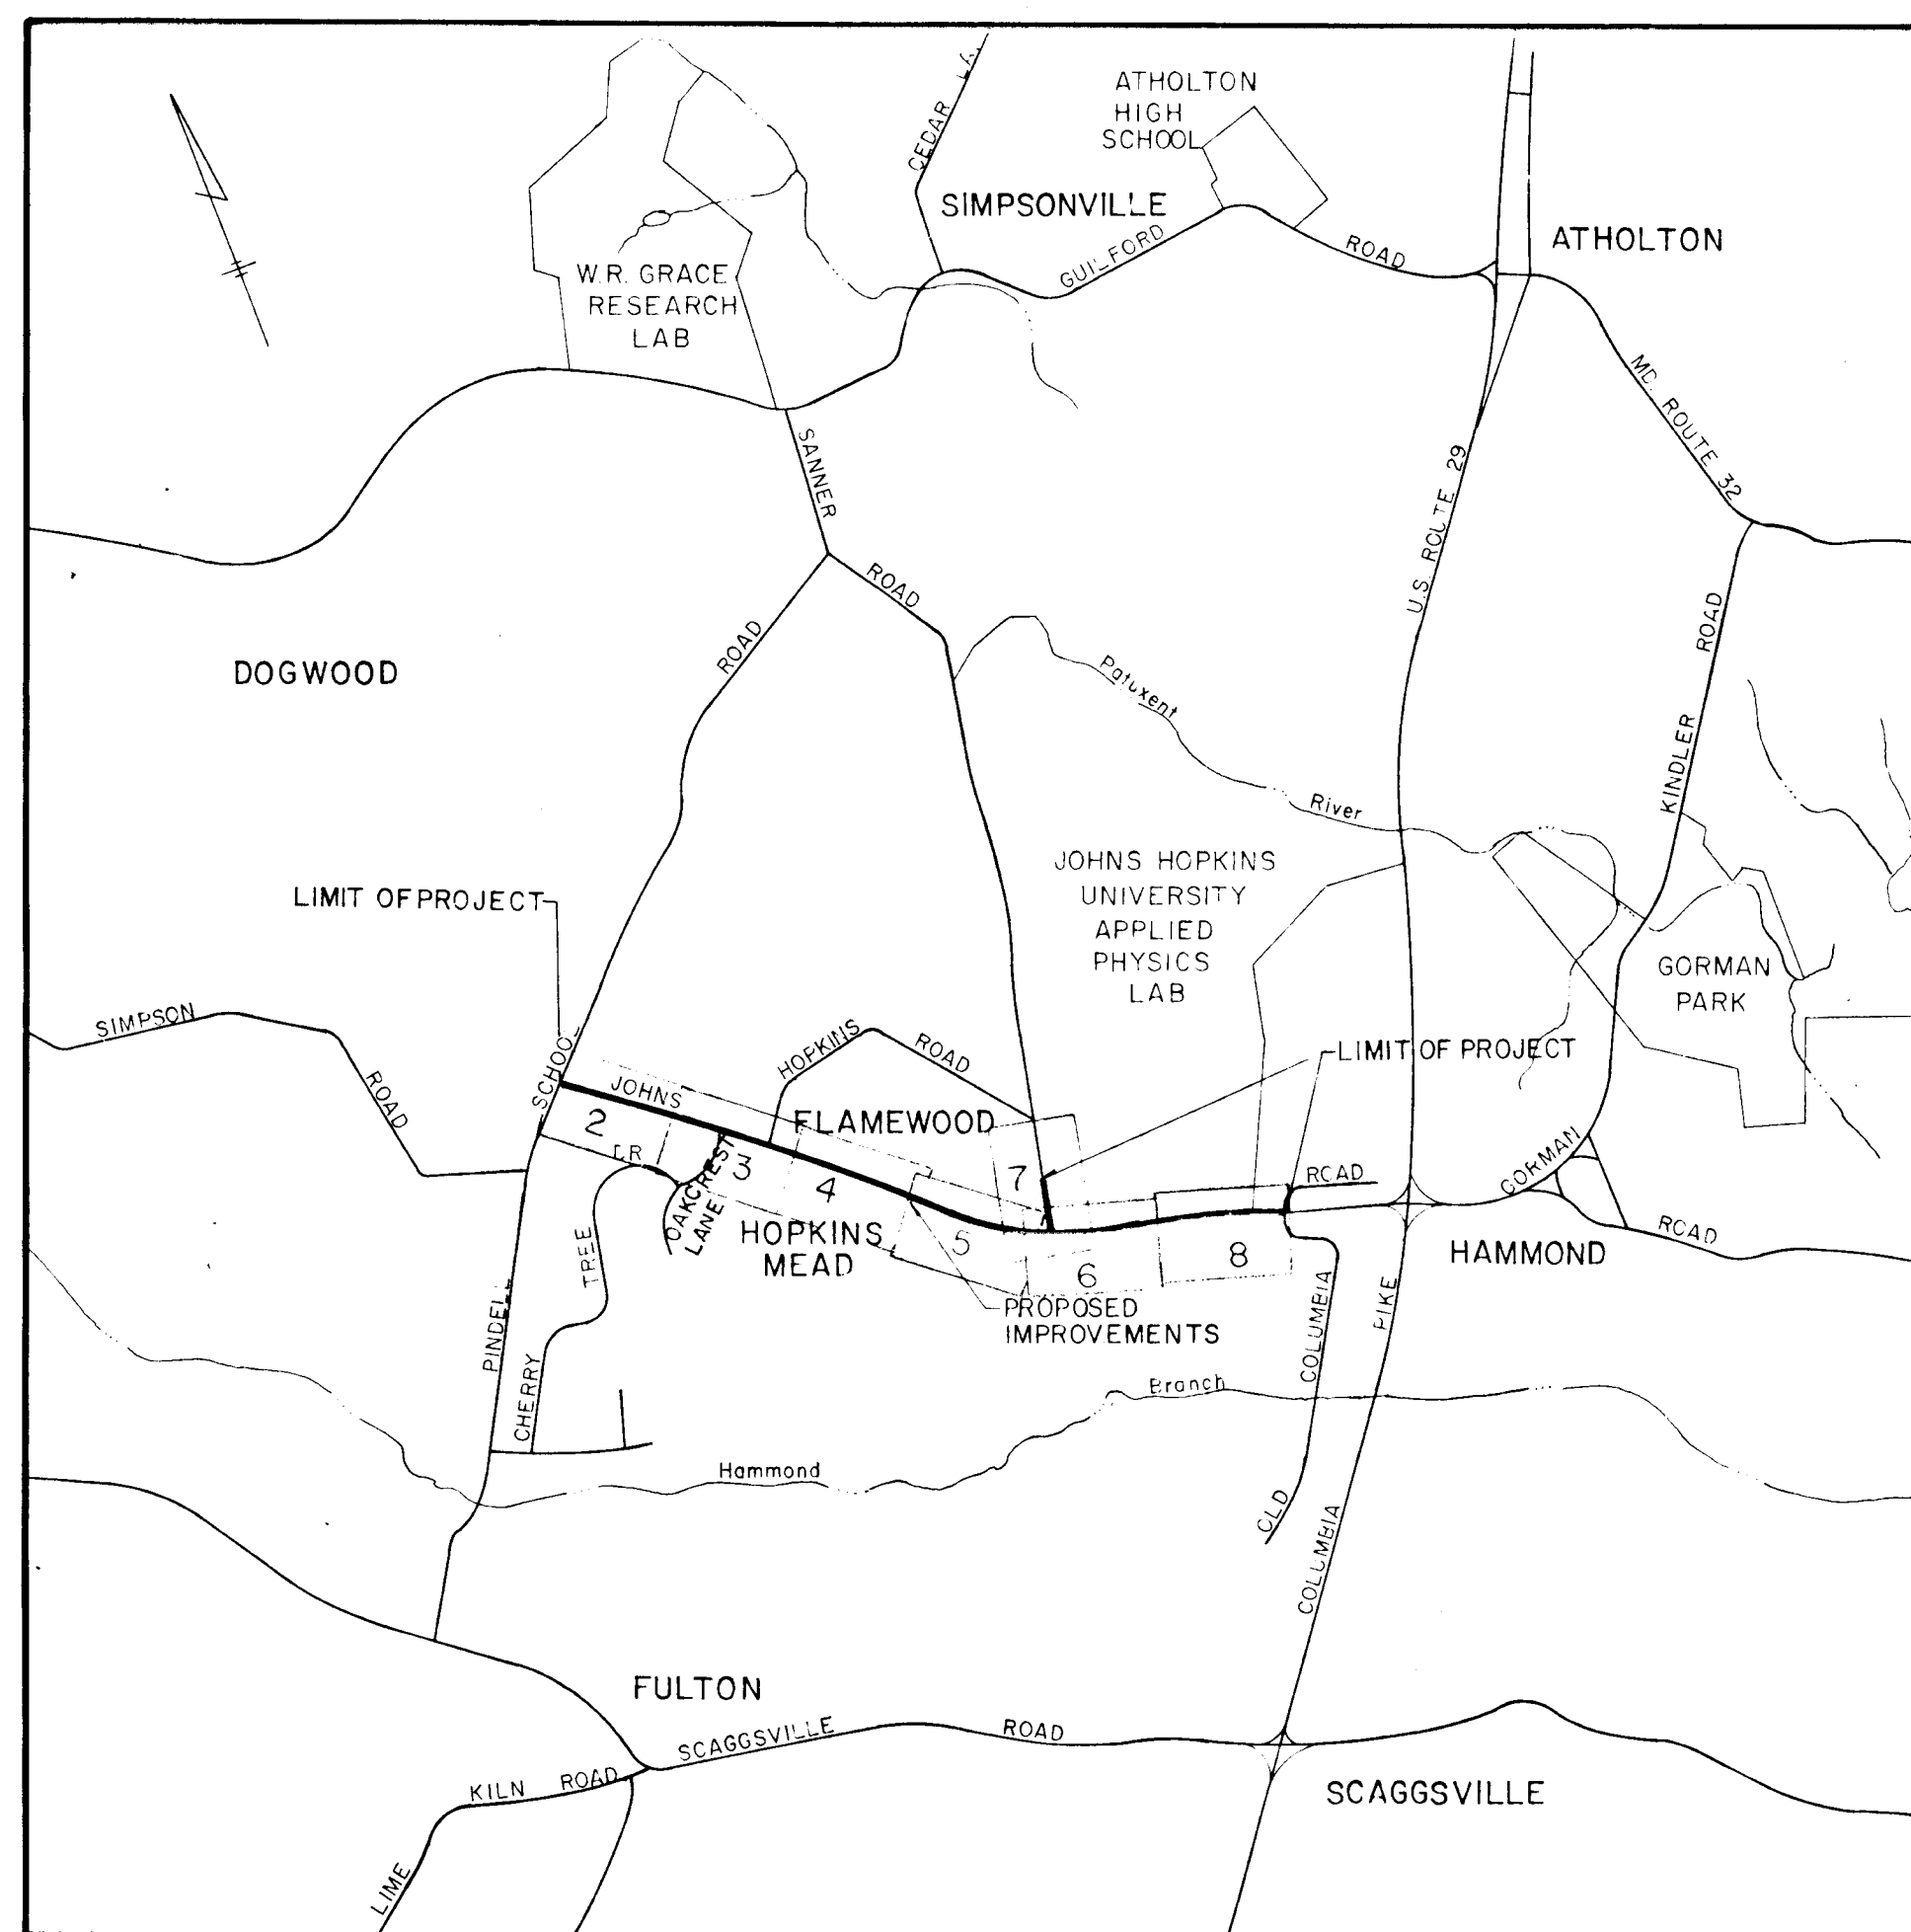 CEDAR LA.
ATHOLTON
HIGH
SCHOOL
SIMPSONVILLE
GUILFORD
ROAD
ATHOLTON
W.R. GRACE
RESEARCH
LAB
MD. ROUTE 32
SANNER
ROAD
U.S. ROUTE 29
ROAD
DOGWOOD
Patuxent
River
KINDLER
ROAD
JOHNS HOPKINS
UNIVERSITY
APPLIED
PHYSICS
LAB
LIMIT OF PROJECT
GORMAN
PARK
SIMPSON
ROAD
SCHOOL
HOPKINS
ROAD
LIMIT OF PROJECT
JOHNS
FLAMEWOOD
2
DR
3
4
7
ROAD
GORMAN
ROAD
OAKCREST
LANE
HOPKINS
MEAD
5
6
8
HAMMOND
TREE
PROPOSED
IMPROVEMENTS
PINDELL
CHERRY
COLUMBIA
PIKE
Branch
Hammond
OLD
COLUMBIA
FULTON
SCAGGSVILLE
ROAD
KILN ROAD
LIME
SCAGGSVILLE